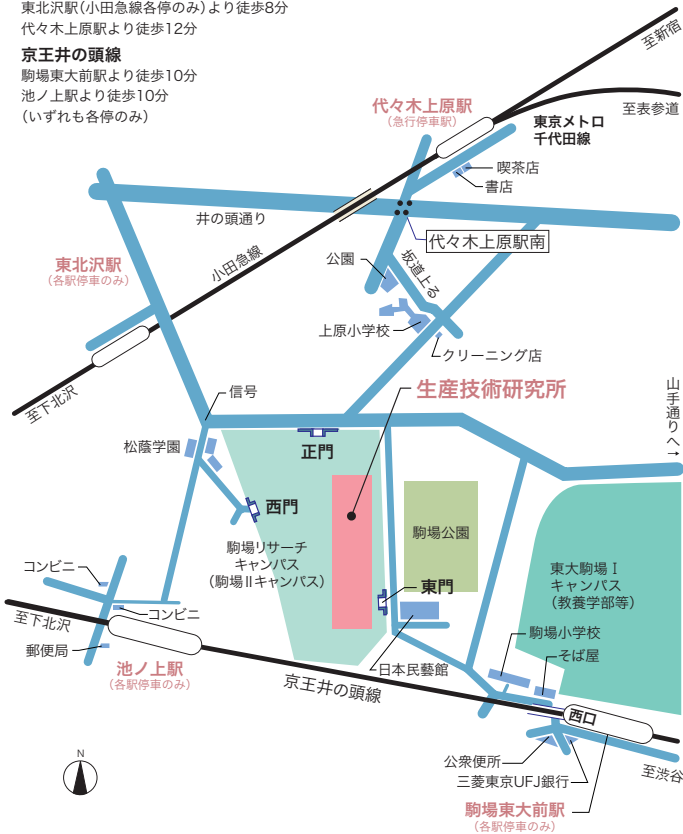 東北沢駅(小田急線各停のみ)より徒歩8分
代々木上原駅より徒歩12分
京王井の頭線
駒場東大前駅より徒歩10分
池ノ上駅より徒歩10分
(いずれも各停のみ)
至新宿
至表参道
代々木上原駅
(急行停車駅)
東京メトロ
千代田線
喫茶店
書店
井の頭通り
小田急線
代々木上原駅南
東北沢駅
(各駅停車のみ)
公園
坂道上る
上原小学校
クリーニング店
至下北沢
信号
生産技術研究所
山手通りへ→
松蔭学園
正門
西門
駒場リサーチ
キャンパス
(駒場Ⅱキャンパス)
駒場公園
東大駒場Ⅰ
キャンパス
(教養学部等)
コンビニ
コンビニ
東門
至下北沢
郵便局
池ノ上駅
(各駅停車のみ)
駒場小学校
そば屋
日本民藝館
京王井の頭線
西口
公衆便所
三菱東京UFJ銀行
至渋谷
駒場東大前駅
(各駅停車のみ)
N